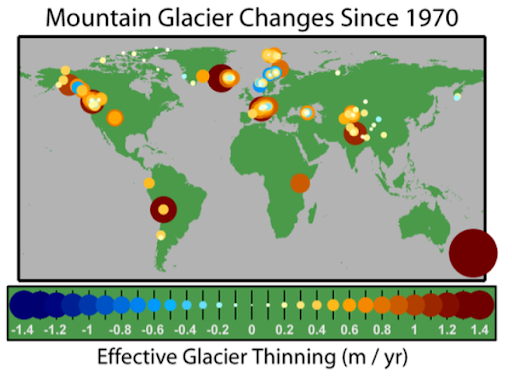 Mountain Glacier Changes Since 1970
-1.4 -1.2 -1 -0.8 -0.6 -0.4 -0.2 0 0.2 0.4 0.6 0.8 1 1.2 1.4
Effective Glacier Thinning (m / yr)